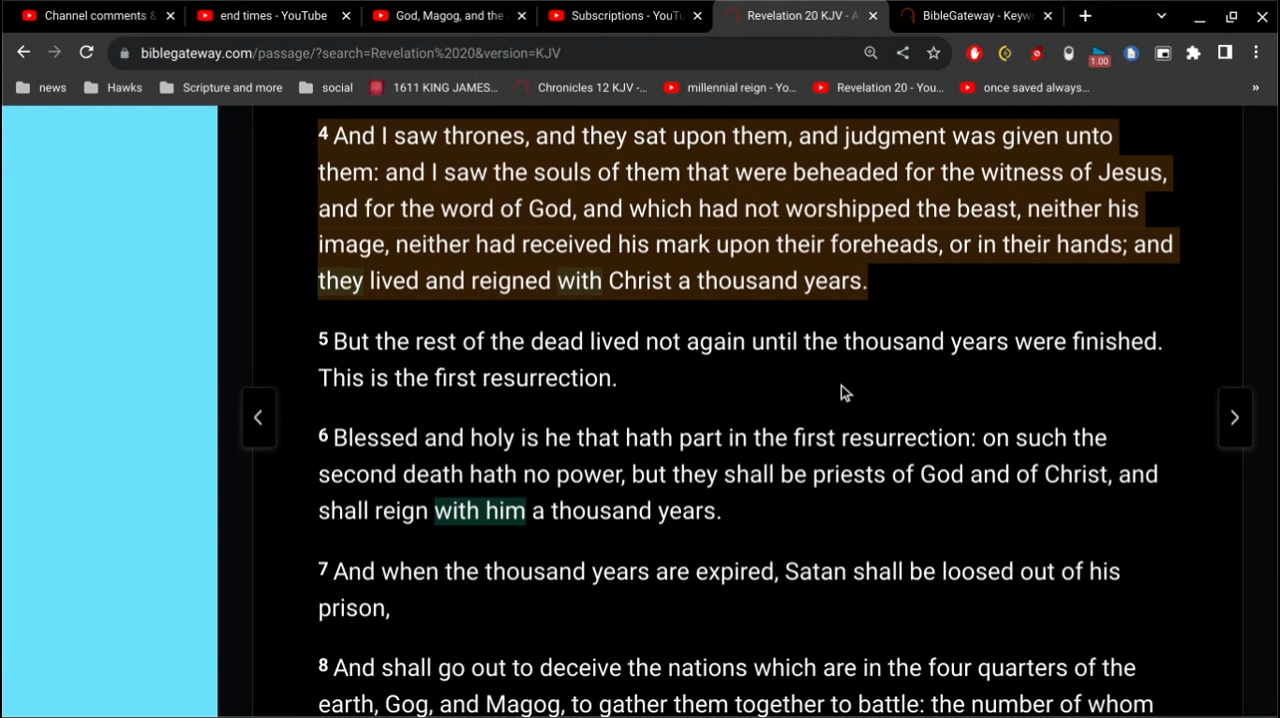 Channel comments &
end times - YouTube
God, Magog, and the
Subscriptions - YouTu
Revelation 20 KJV - A
BibleGateway - Keyw
biblegateway.com/passage/?search=Revelation%2020&version=KJV
1.00
news
Hawks
Scripture and more
social
1611 KING JAMES...
Chronicles 12 KJV -...
millennial reign - Yo...
Revelation 20 - You...
once saved always...
4 And I saw thrones, and they sat upon them, and judgment was given unto
them: and I saw the souls of them that were beheaded for the witness of Jesus,
and for the word of God, and which had not worshipped the beast, neither his
image, neither had received his mark upon their foreheads, or in their hands; and
they lived and reigned with Christ a thousand years.
5 But the rest of the dead lived not again until the thousand years were finished.
This is the first resurrection.
6 Blessed and holy is he that hath part in the first resurrection: on such the
second death hath no power, but they shall be priests of God and of Christ, and
shall reign with him a thousand years.
7 And when the thousand years are expired, Satan shall be loosed out of his
prison,
8 And shall go out to deceive the nations which are in the four quarters of the
earth, Gog, and Magog, to gather them together to battle: the number of whom